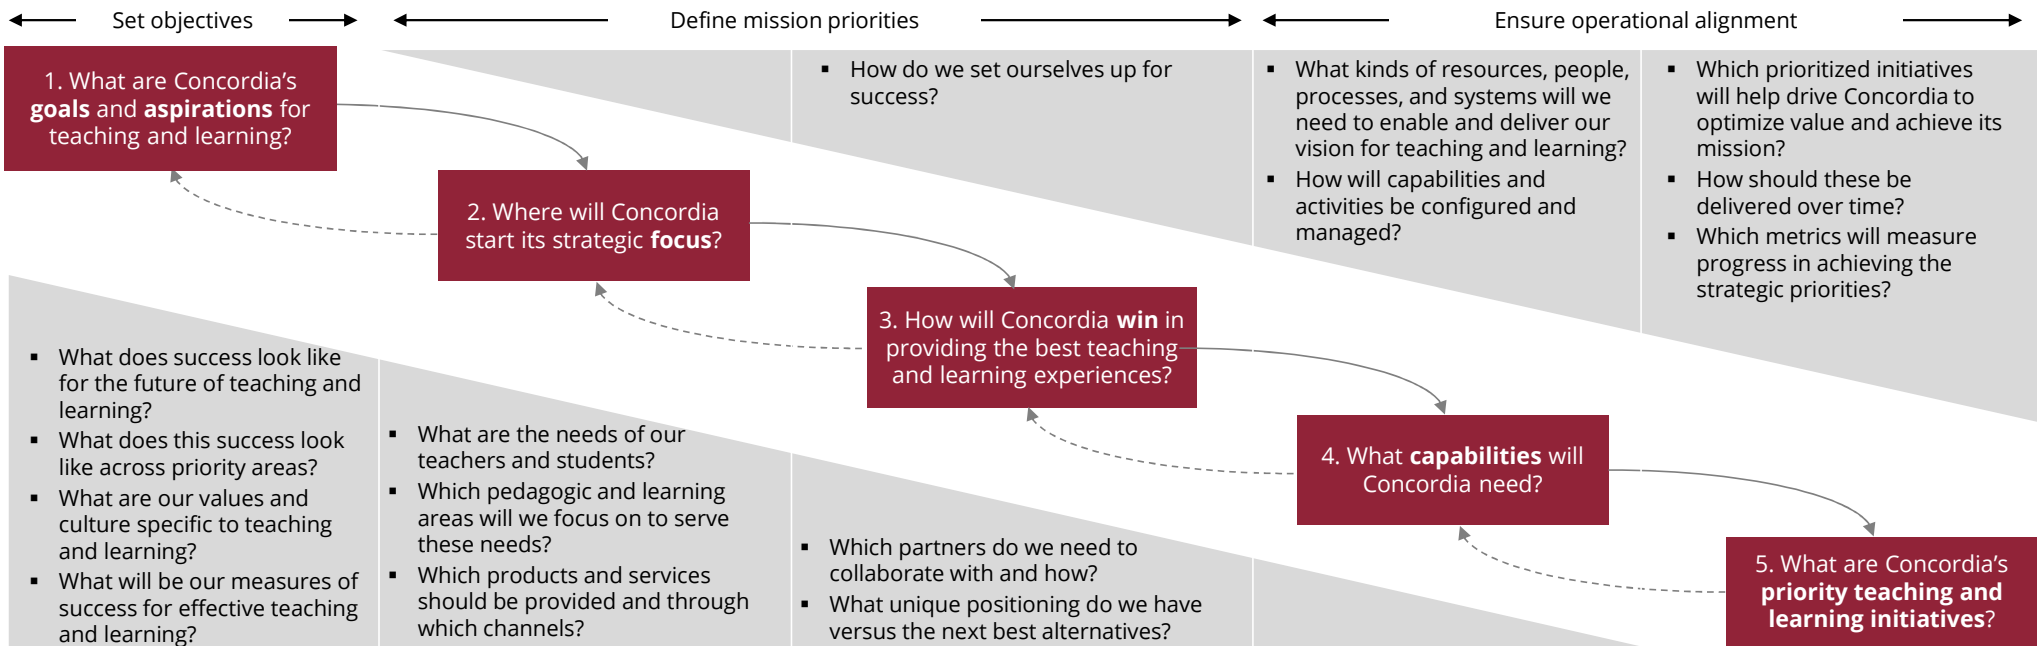 Set objectives
Define mission priorities
Ensure operational alignment
1. What are Concordia’s
goals and aspirations for
teaching and learning?
▪ How do we set ourselves up for
success?
▪ What kinds of resources, people,
processes, and systems will we
need to enable and deliver our
vision for teaching and learning?
▪ How will capabilities and
activities be configured and
managed?
▪ Which prioritized initiatives
will help drive Concordia to
optimize value and achieve its
mission?
▪ How should these be
delivered over time?
▪ Which metrics will measure
progress in achieving the
strategic priorities?
2. Where will Concordia
start its strategic focus?
3. How will Concordia win in
providing the best teaching
and learning experiences?
▪ What does success look like
for the future of teaching and
learning?
▪ What does this success look
like across priority areas?
▪ What are our values and
culture specific to teaching
and learning?
▪ What will be our measures of
success for effective teaching
and learning?
▪ What are the needs of our
teachers and students?
▪ Which pedagogic and learning
areas will we focus on to serve
these needs?
▪ Which products and services
should be provided and through
which channels?
▪ Which partners do we need to
collaborate with and how?
▪ What unique positioning do we have
versus the next best alternatives?
4. What capabilities will
Concordia need?
5. What are Concordia’s
priority teaching and
learning initiatives?